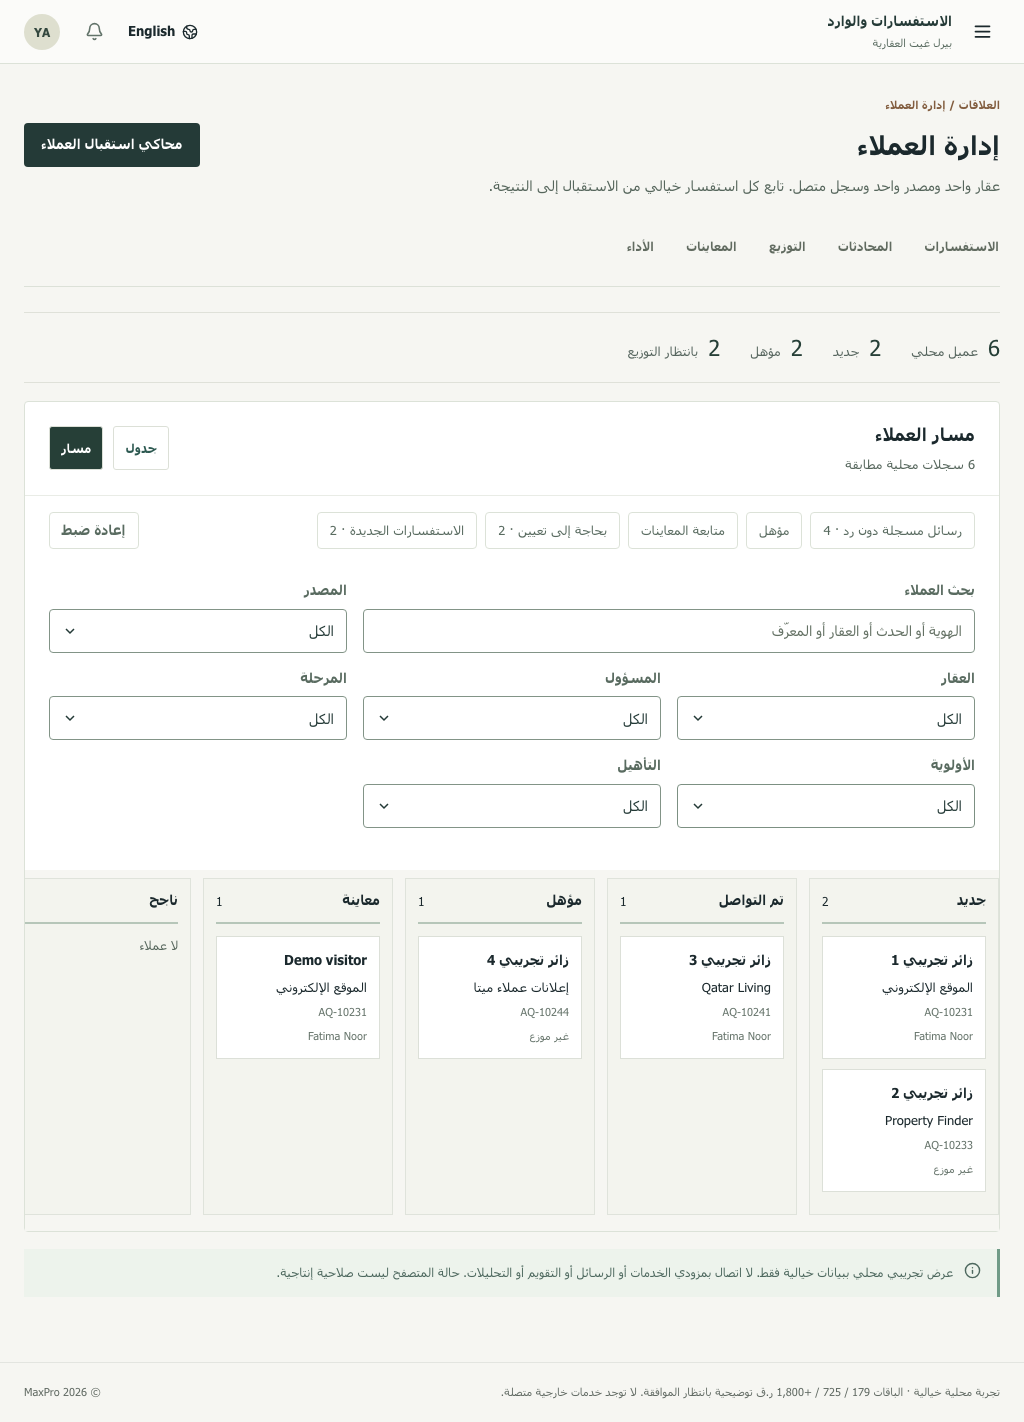 الاستفسارات والوارد
بيرل غيت العقارية
English
YA
العلاقات / إدارة العملاء
إدارة العملاء
محاكي استقبال العملاء
عقار واحد ومصدر واحد وسجل متصل. تابع كل استفسار خيالي من الاستقبال إلى النتيجة.
الاستفسارات المحادثات التوزيع المعاينات الأداء
6 عميل محلي 2 جديد 2 مؤهل 2 بانتظار التوزيع
مسار العملاء
6 سجلات محلية مطابقة
جدول مسار
رسائل مسجلة دون رد · 4 متابعة المعاينات مؤهل بحاجة إلى تعيين · 2 الاستفسارات الجديدة · 2 إعادة ضبط
بحث العملاء المصدر
الهوية أو الحدث أو العقار أو المعرّف الكل
العقار المسؤول المرحلة
الكل الكل الكل
الأولوية التأهيل
الكل الكل
جديد 2
زائر تجريبي 1
الموقع الإلكتروني
AQ-10231
Fatima Noor
زائر تجريبي 2
Property Finder
AQ-10233
غير موزع
تم التواصل 1
زائر تجريبي 3
Qatar Living
AQ-10241
Fatima Noor
مؤهل 1
زائر تجريبي 4
إعلانات عملاء ميتا
AQ-10244
غير موزع
معاينة 1
Demo visitor
الموقع الإلكتروني
AQ-10231
Fatima Noor
ناجح
لا عملاء
عرض تجريبي محلي ببيانات خيالية فقط. لا اتصال بمزودي الخدمات أو الرسائل أو التقويم أو التحليلات. حالة المتصفح ليست صلاحية إنتاجية.
تجربة محلية خيالية · الباقات 179 / 725 / +1,800 ر.ق توضيحية بانتظار الموافقة. لا توجد خدمات خارجية متصلة.
© 2026 MaxPro